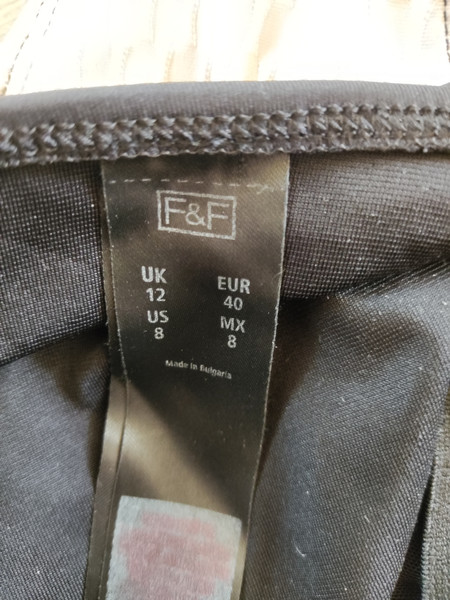 F&F
UK
12
EUR
40
US
8
MX
8
Made in Bulgaria